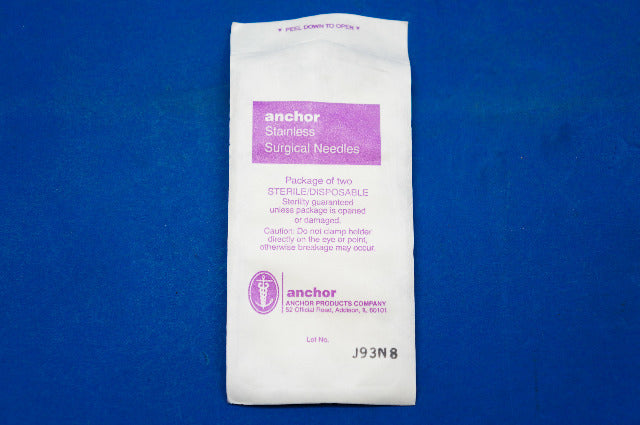 * PEEL DOWN TO OPEN *
anchor
Stainless
Surgical Needles
Package of two
STERILE/DISPOSABLE
Sterility guaranteed
unless package is opened
or damaged.
Caution: Do not clamp holder
directly on the eye or point,
otherwise breakage may occur.
anchor
ANCHOR PRODUCTS COMPANY
52 Official Road, Addison, IL 60101
Lot No.
J93N8